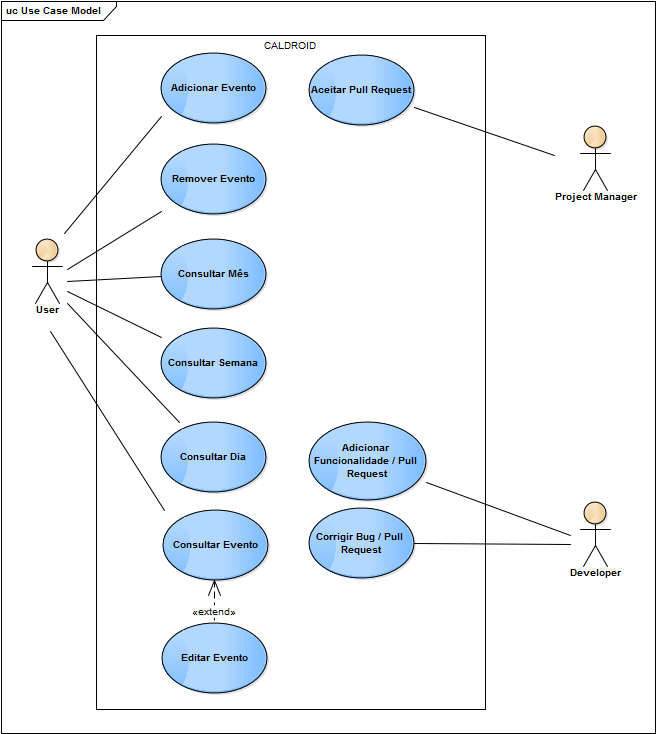 uc Use Case Model
CALDROID
Adicionar Evento
Aceitar Pull Request
Remover Evento
Project Manager
Consultar Mês
User
Consultar Semana
Consultar Dia
Adicionar
Funcionalidade / Pull
Request
Consultar Evento
Corrigir Bug / Pull
Request
Developer
«extend»
Editar Evento